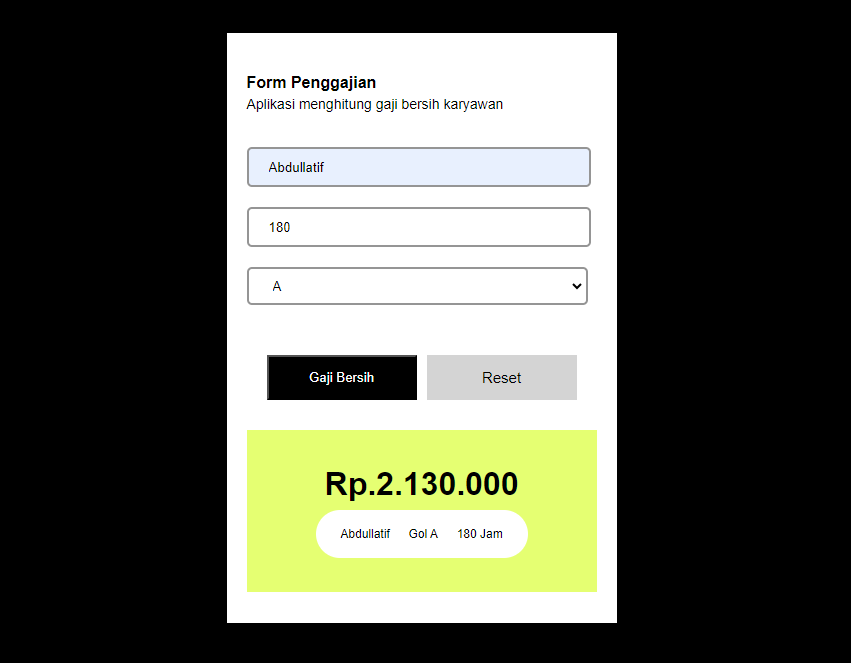 Form Penggajian
Aplikasi menghitung gaji bersih karyawan
Abdullatif
180
A
Gaji Bersih Reset
Rp.2.130.000
Abdullatif Gol A 180 Jam